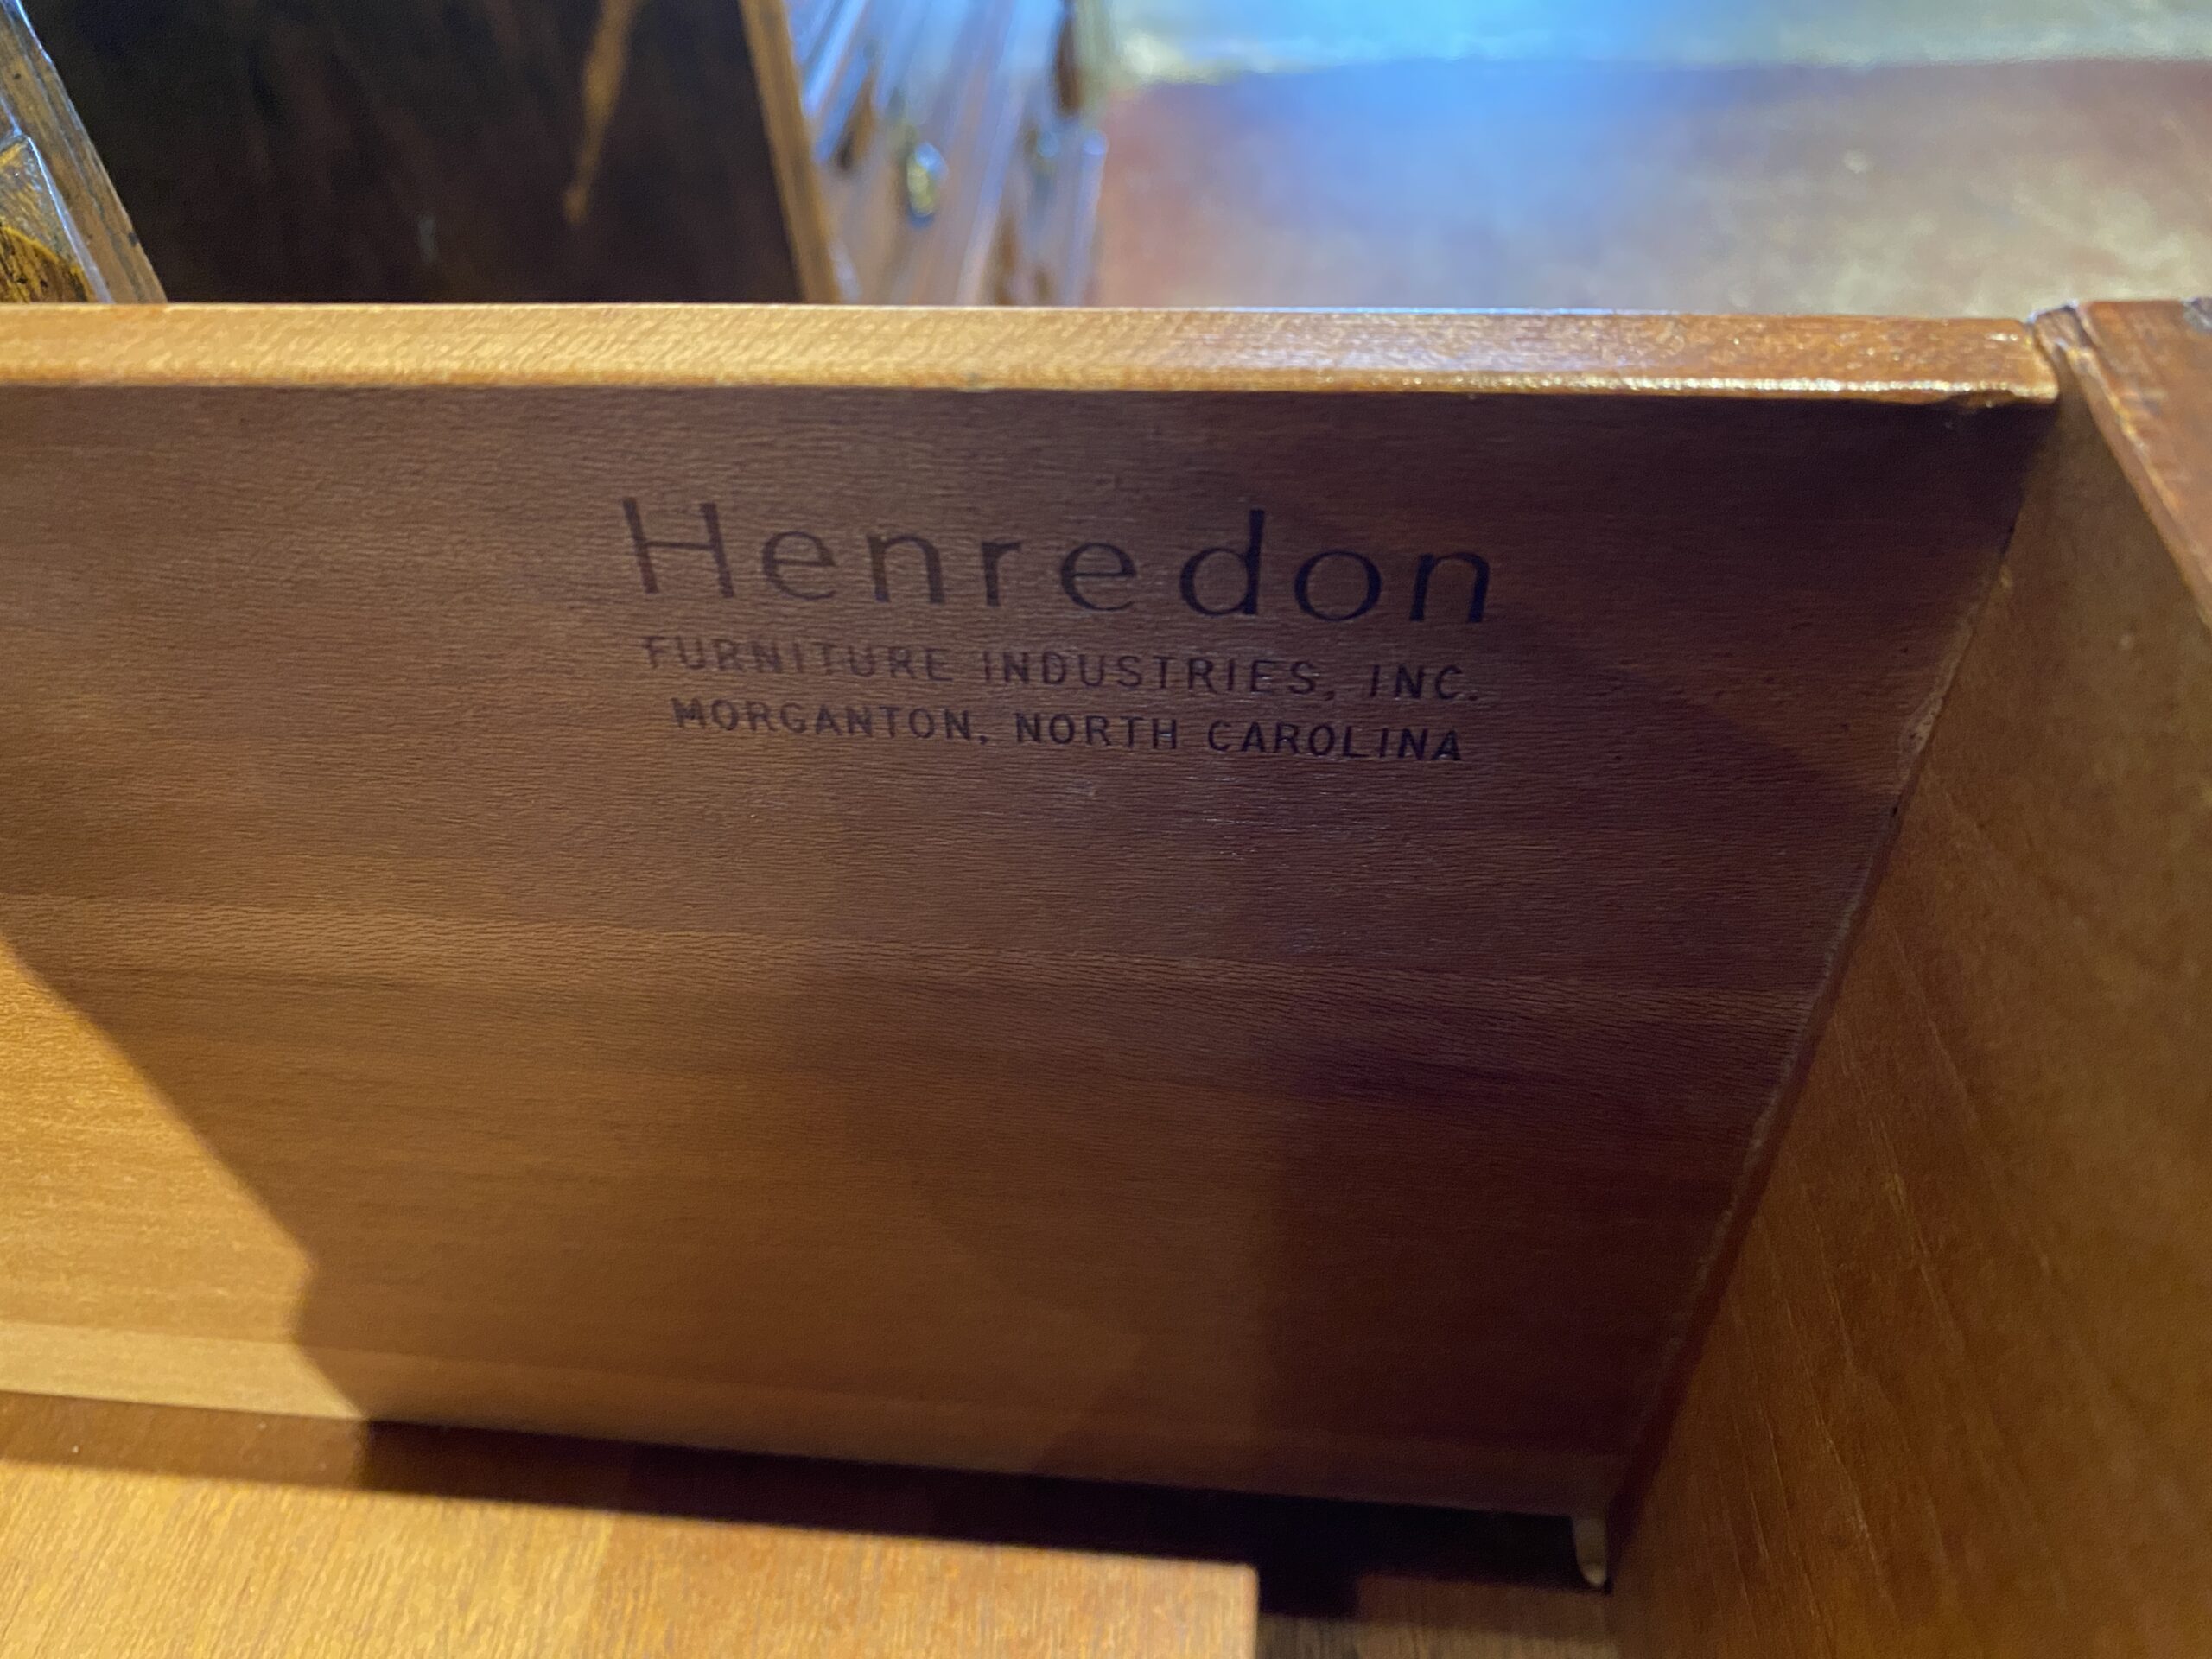 Henredon
FURNITURE INDUSTRIES, INC.
MORGANTON, NORTH CAROLINA